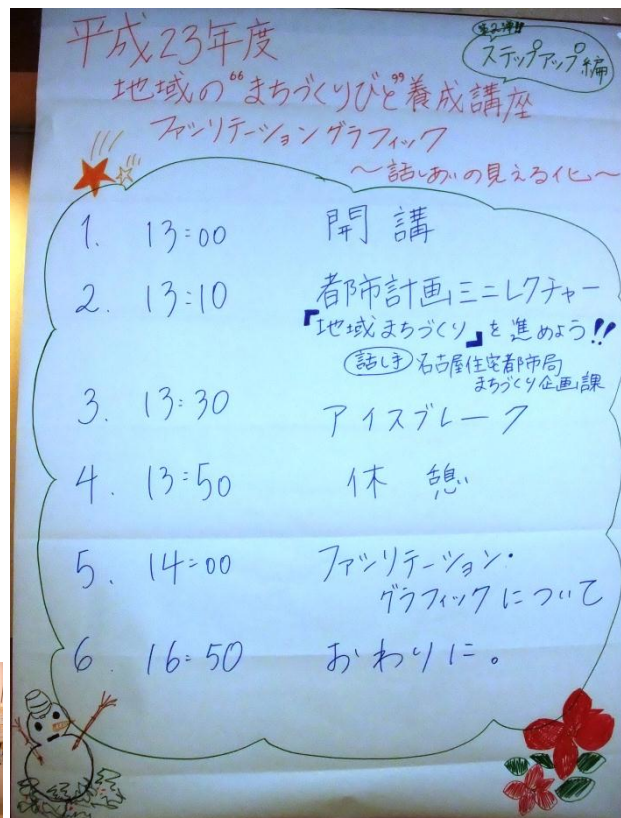 平成23年度
第2弾!!
ステップアップ編
地域の“まちづくりびと”養成講座
ファシリテーショングラフィック
～話しあいの見える化～
1. 13:00 開講
2. 13:10 都市計画ミニレクチャー
『地域まちづくり』を進めよう!!
話し手 名古屋住宅都市局
まちづくり企画課
3. 13:30 アイスブレーク
4. 13:50 休憩
5. 14:00 ファシリテーション・
グラフィックについて
6. 16:50 おわりに。